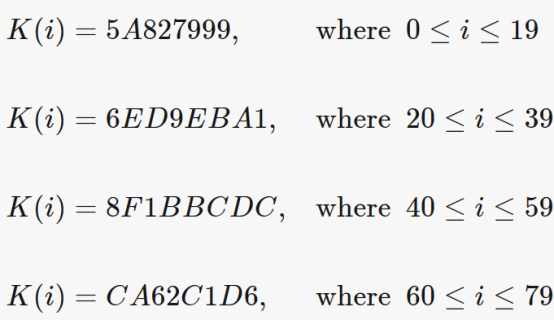 K(i) = 5A827999, where 0 ≤ i ≤ 19
K(i) = 6ED9EBA1, where 20 ≤ i ≤ 39
K(i) = 8F1BBCDC, where 40 ≤ i ≤ 59
K(i) = CA62C1D6, where 60 ≤ i ≤ 79